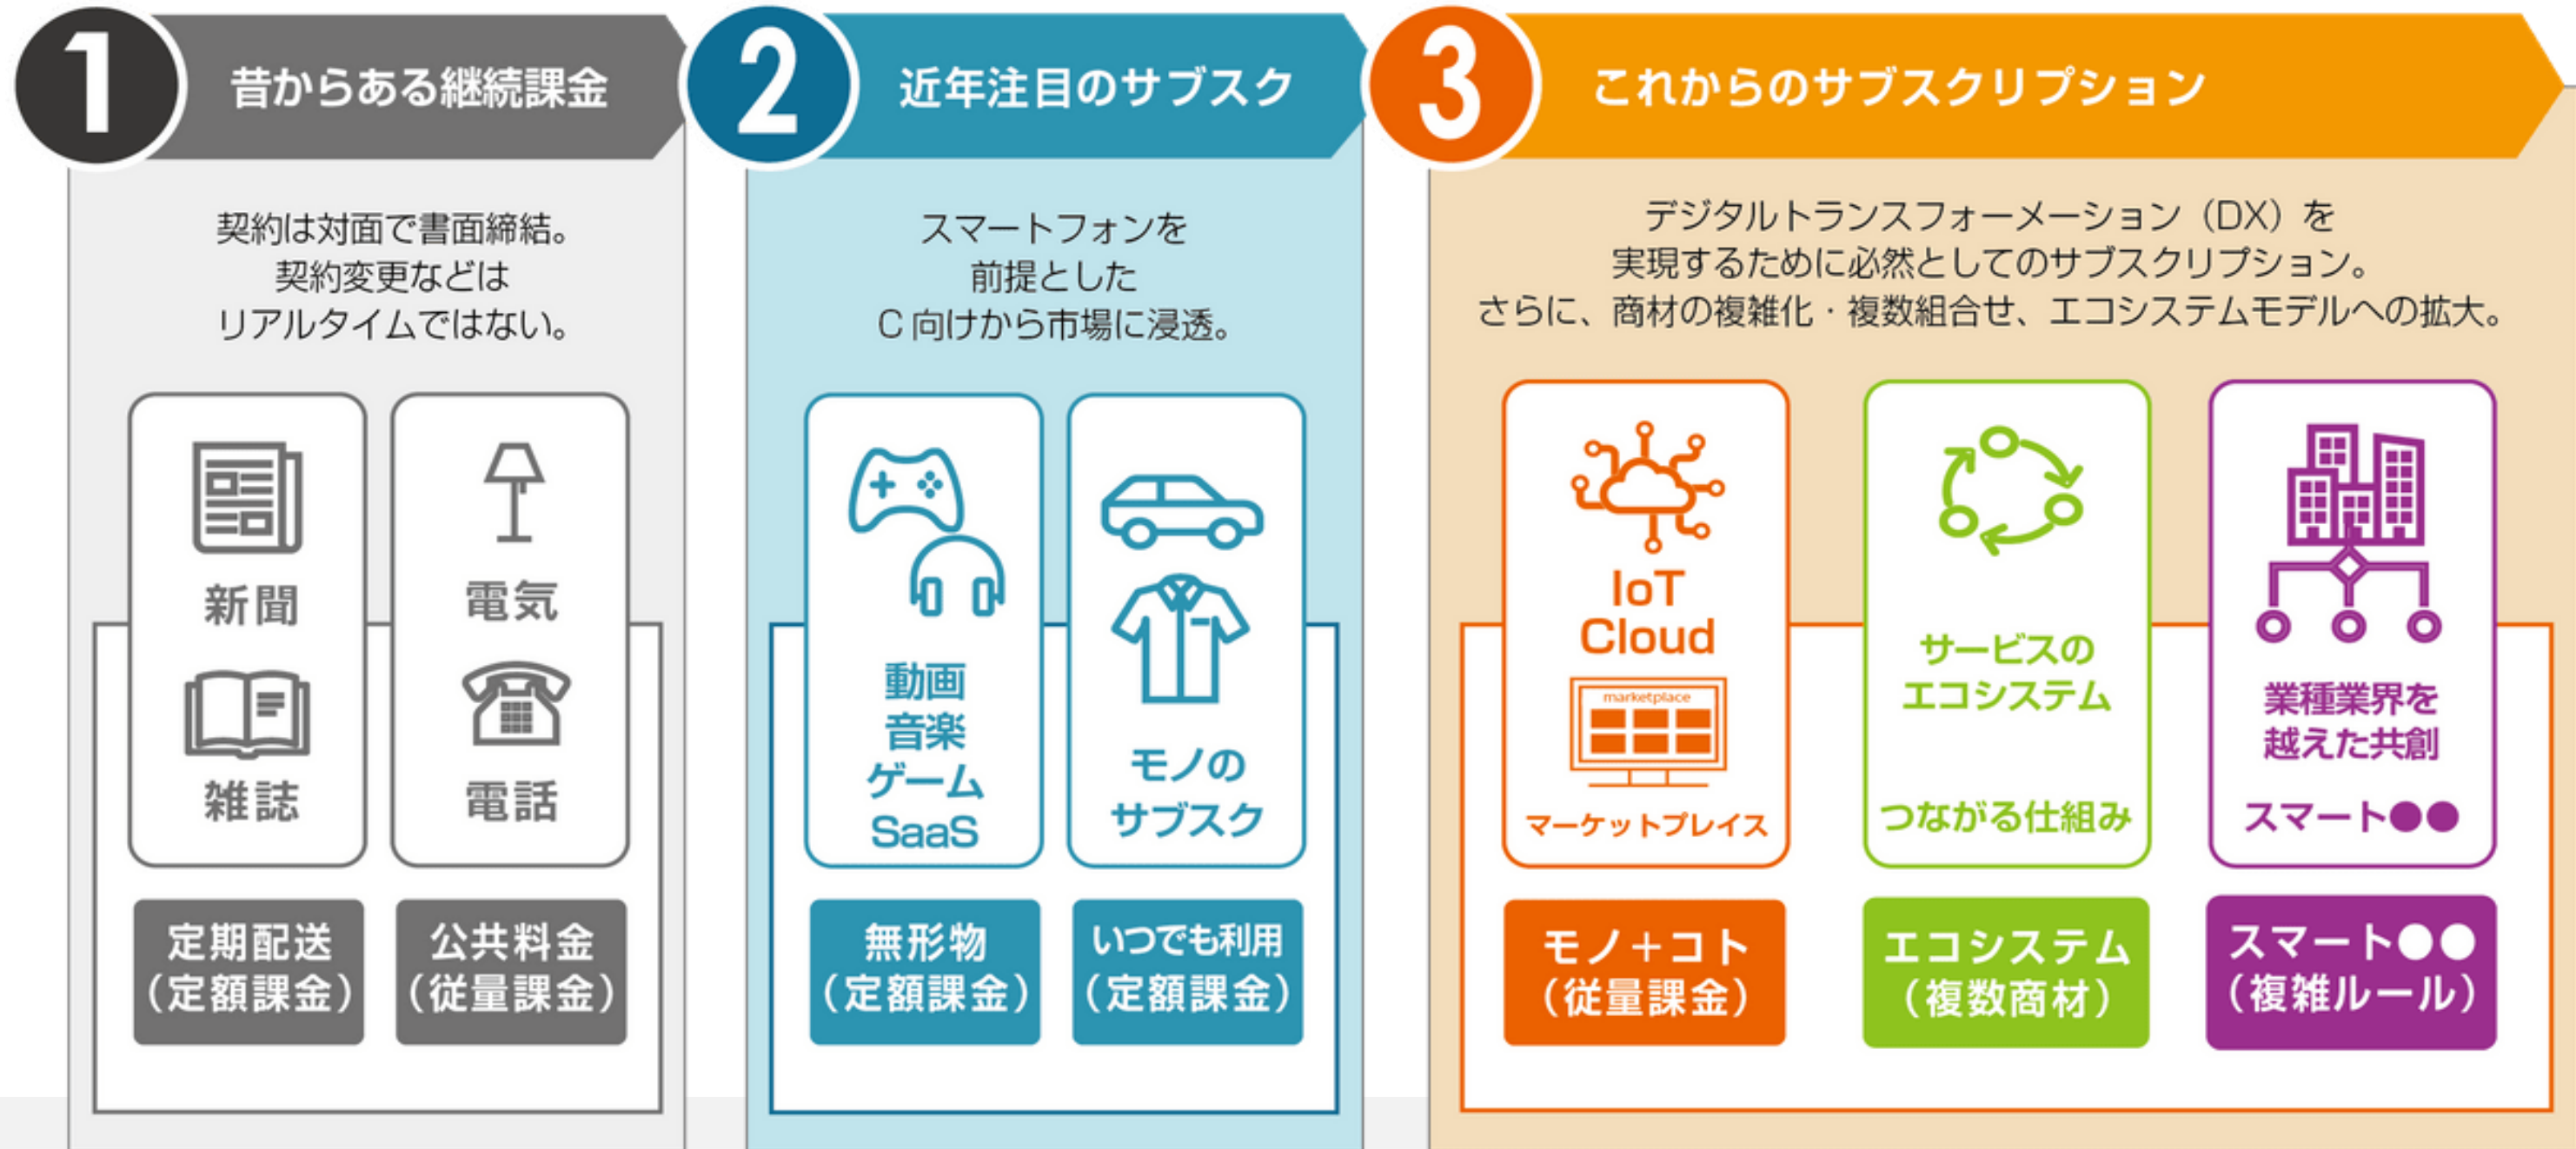 1
昔からある継続課金
契約は対面で書面締結。
契約変更などは
リアルタイムではない。
新聞
雑誌
電気
電話
定期配送
（定額課金）
公共料金
（従量課金）
2
近年注目のサブスク
スマートフォンを
前提とした
C 向けから市場に浸透。
動画
音楽
ゲーム
SaaS
モノの
サブスク
無形物
（定額課金）
いつでも利用
（定額課金）
3
これからのサブスクリプション
デジタルトランスフォーメーション（DX）を
実現するために必然としてのサブスクリプション。
さらに、商材の複雑化・複数組合せ、エコシステムモデルへの拡大。
IoT
Cloud
marketplace
マーケットプレイス
サービスの
エコシステム
つながる仕組み
業種業界を
越えた共創
スマート●●
モノ＋コト
（従量課金）
エコシステム
（複数商材）
スマート●●
（複雑ルール）